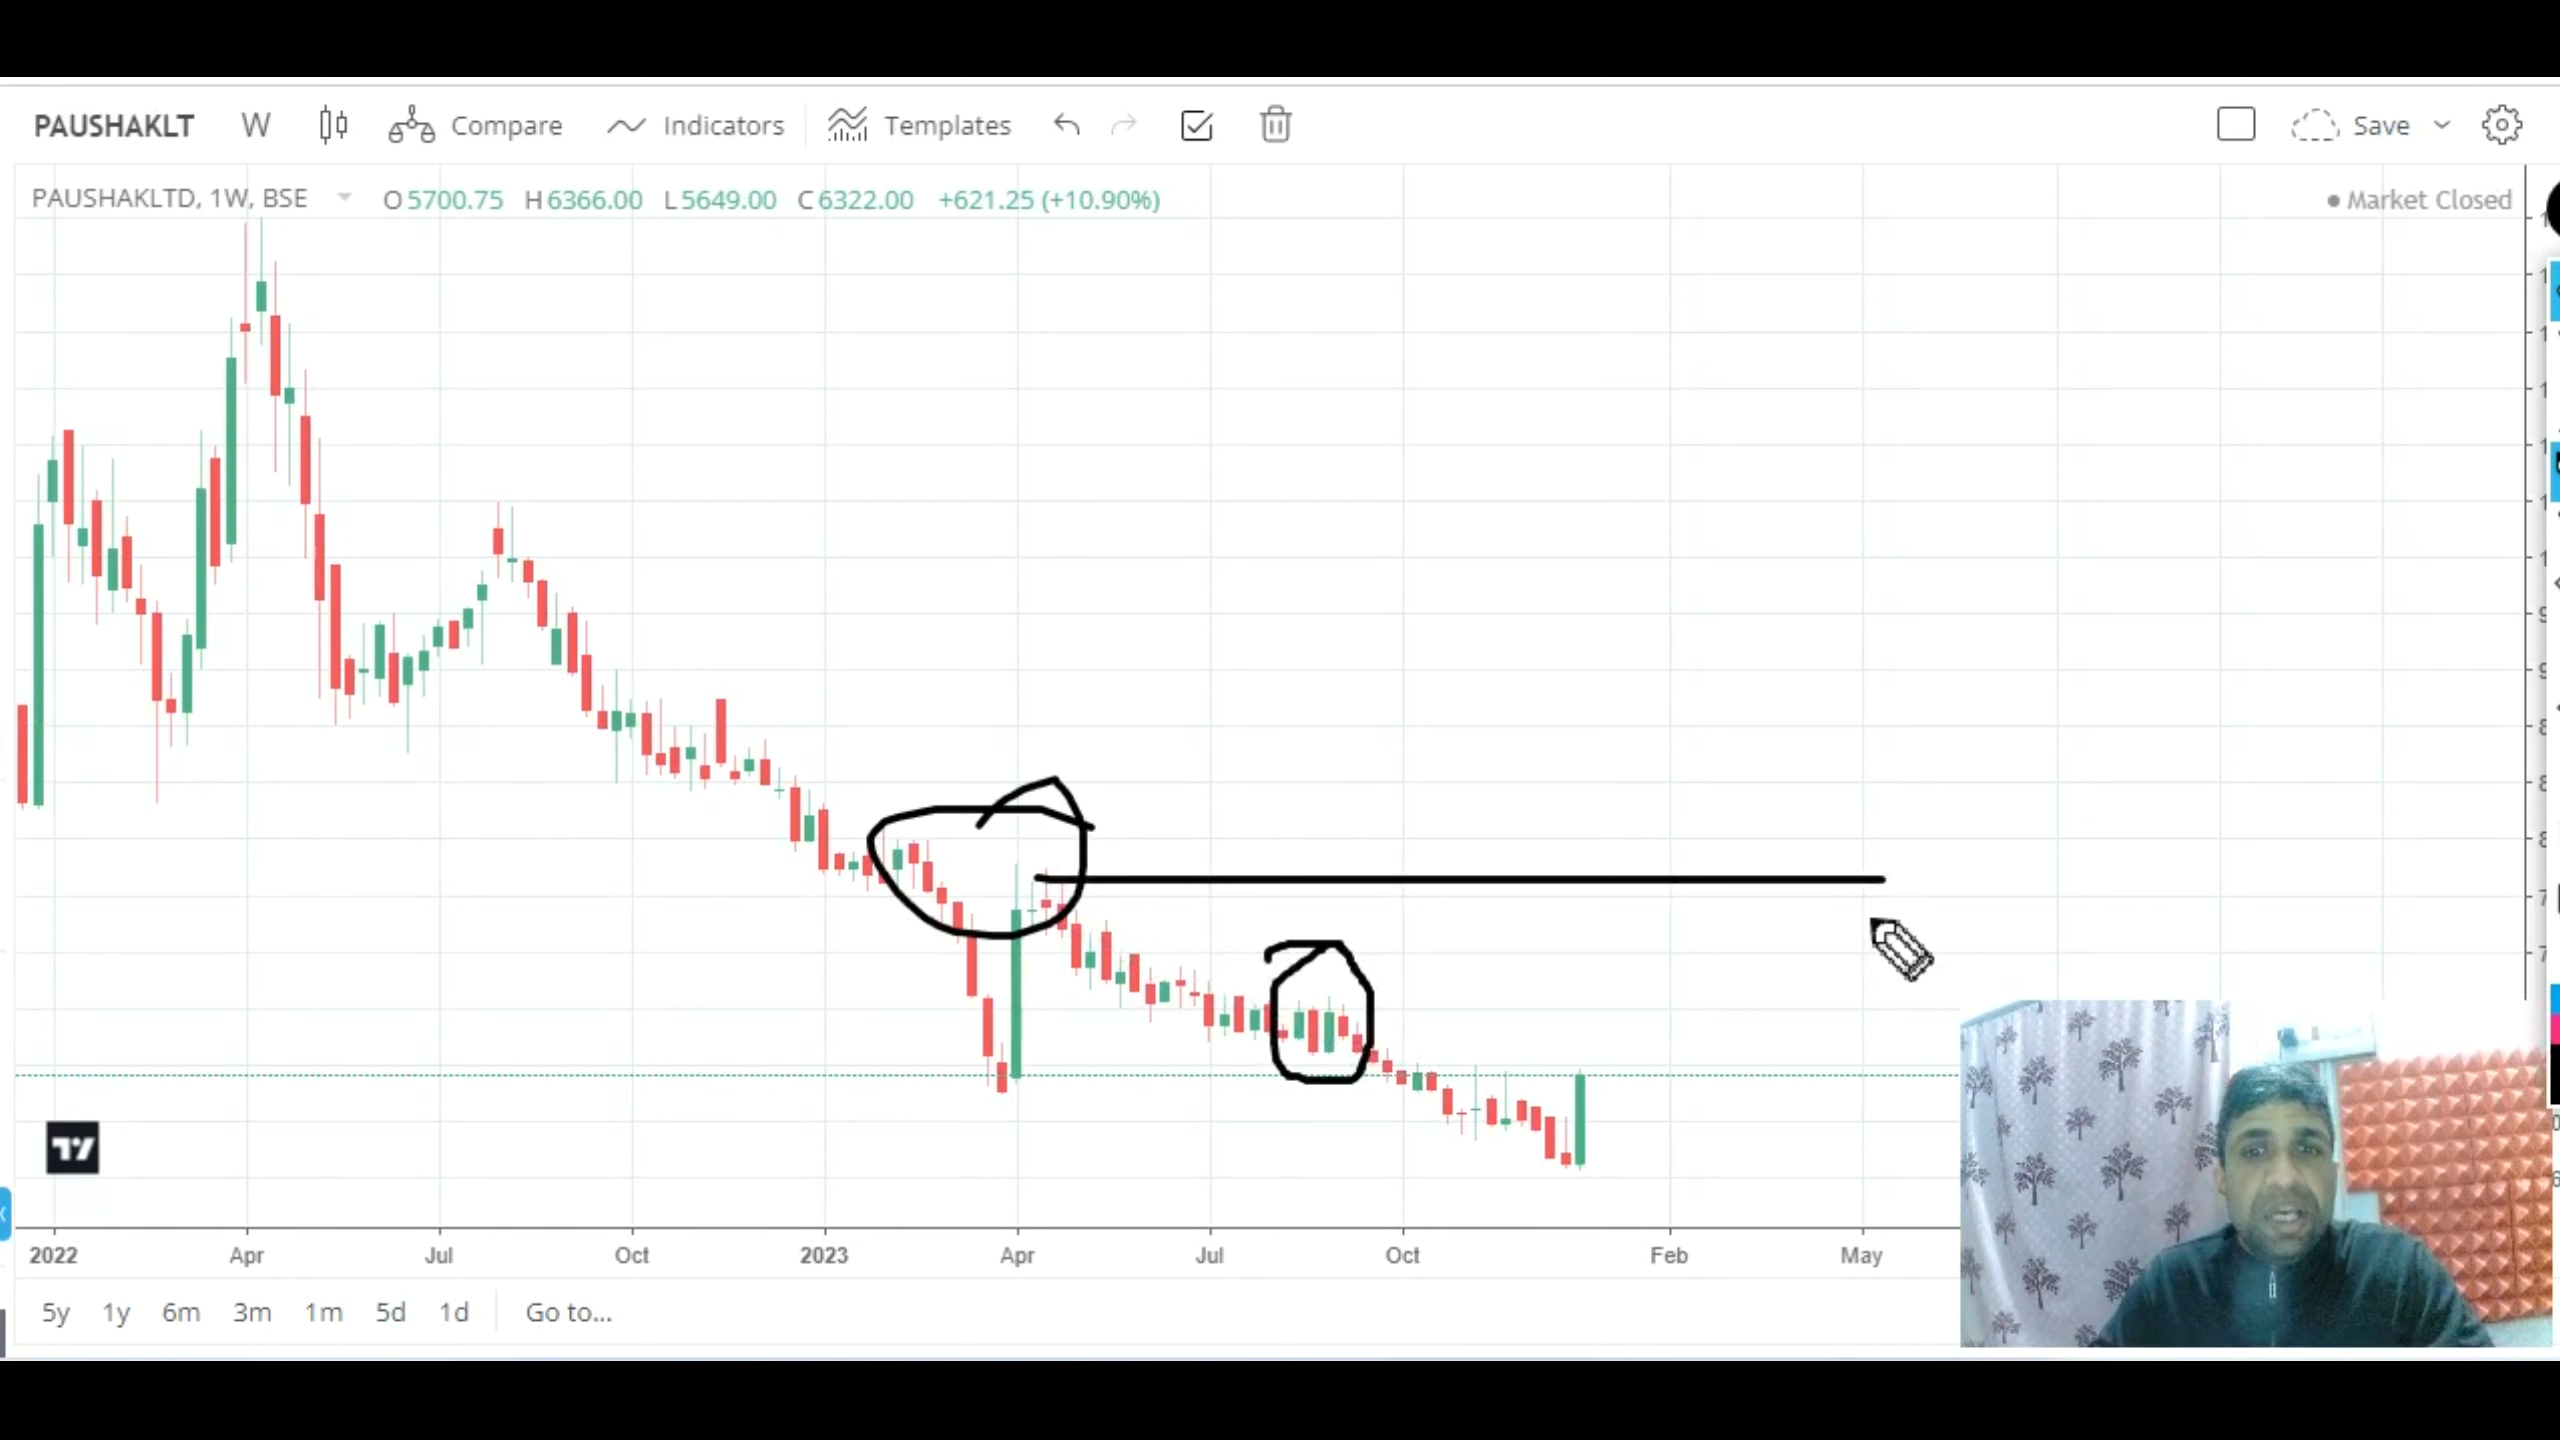 PAUSHAKLT W Compare Indicators Templates Save
PAUSHAKLTD, 1W, BSE O5700.75 H6366.00 L5649.00 C6322.00 +621.25 (+10.90%) Market Closed
2022 Apr Jul Oct 2023 Apr Jul Oct Feb May
5y 1y 6m 3m 1m 5d 1d Go to...